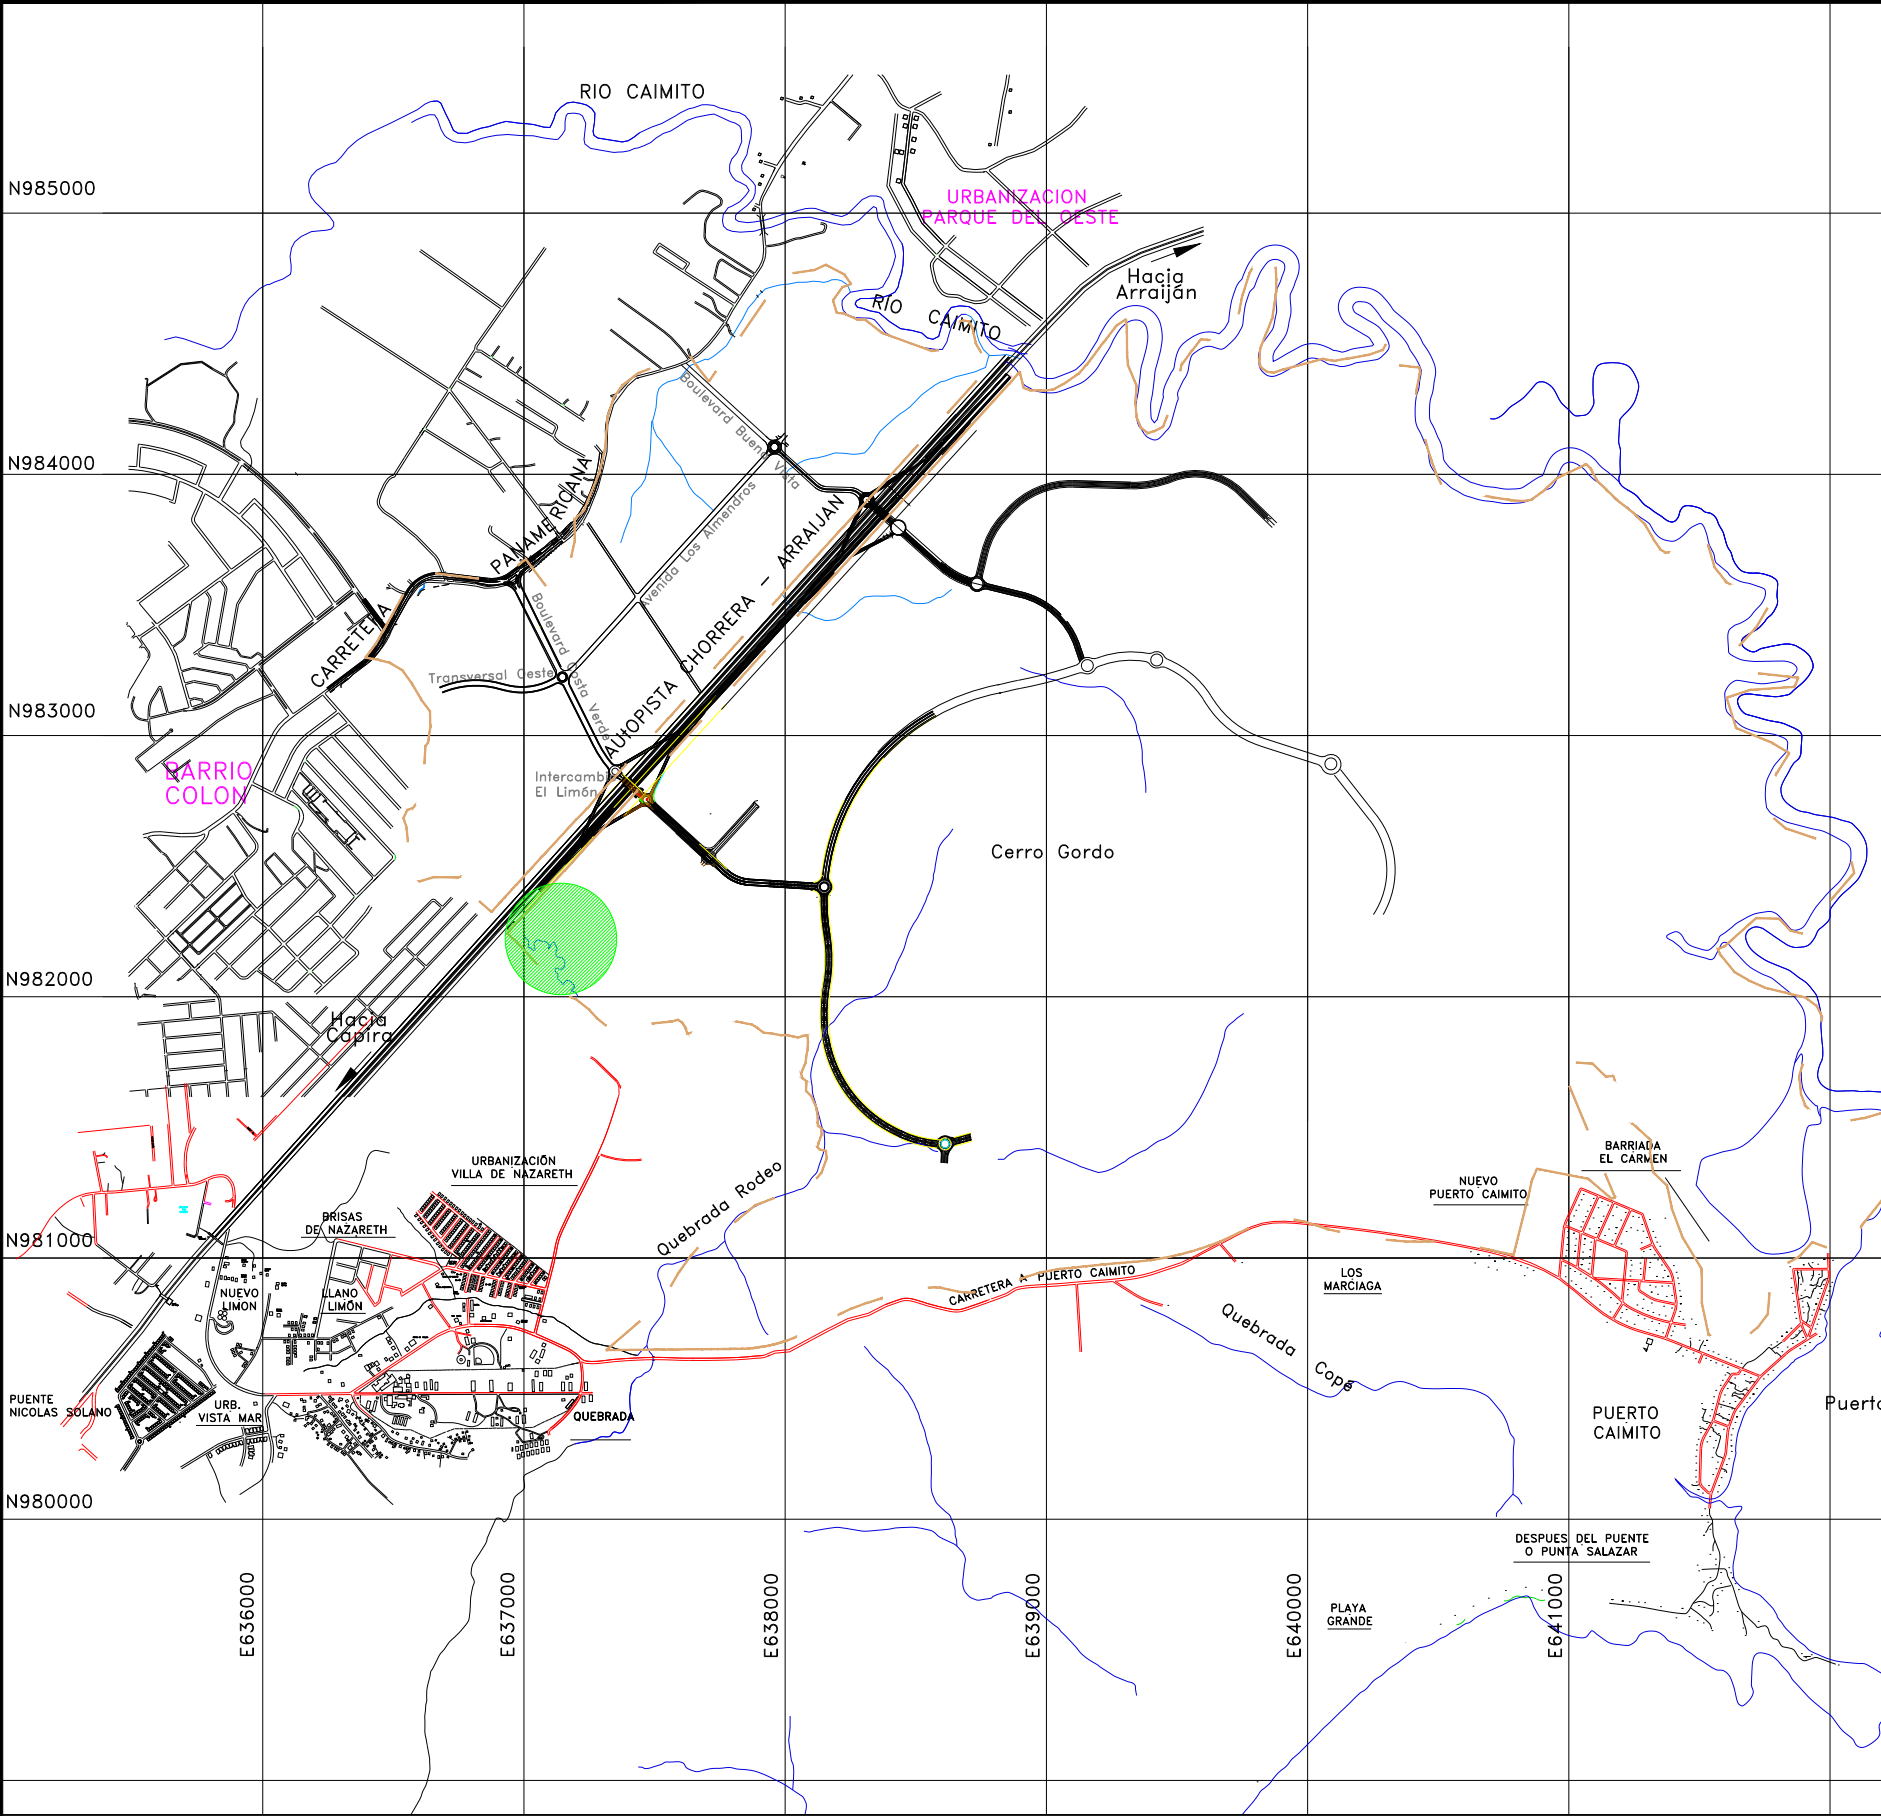 RIO CAIMITO
N985000
URBANIZACION
PARQUE DEL OESTE
Hacia
Arraiján
RIO CAIMITO
Boulevard Buena Vista
N984000
PANAMERICANA
Avenida Los Almendros
CHORRERA - ARRAIJAN
Boulevard Costa Verde
CARRETERA
Transversal Oeste
AUTOPISTA
N983000
BARRIO
COLON
Intercambio
El Limón
Cerro Gordo
N982000
Hacia
Capira
URBANIZACIÓN
VILLA DE NAZARETH
Quebrada Rodeo
BARRIADA
EL CARMEN
NUEVO
PUERTO CAIMITO
BRISAS
DE NAZARETH
N981000
NUEVO
LIMON
LLANO
LIMÓN
CARRETERA A PUERTO CAIMITO
LOS
MARCIAGA
Quebrada Copé
PUENTE
NICOLAS SOLANO
URB.
VISTA MAR
QUEBRADA
PUERTO
CAIMITO
Puerto
N980000
DESPUES DEL PUENTE
O PUNTA SALAZAR
PLAYA
GRANDE
E636000
E637000
E638000
E639000
E640000
E641000